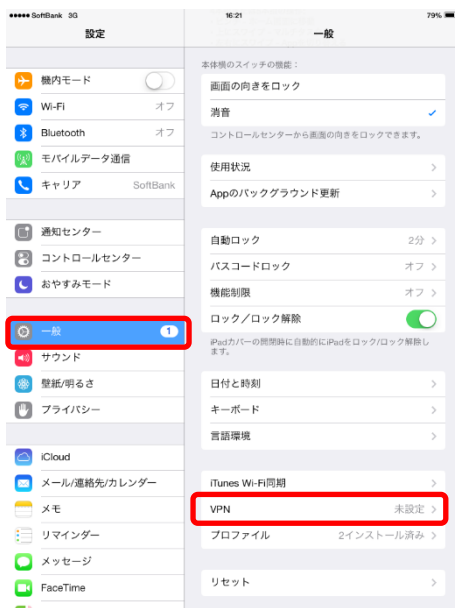 SoftBank 3G
16:21
79%
設定
機内モード
Wi-Fi オフ
Bluetooth オフ
モバイルデータ通信
キャリア SoftBank
通知センター
コントロールセンター
おやすみモード
一般 1
サウンド
壁紙/明るさ
プライバシー
iCloud
メール/連絡先/カレンダー
メモ
リマインダー
メッセージ
FaceTime
一般
本体横のスイッチの機能：
画面の向きをロック
消音
コントロールセンターから画面の向きをロックできます。
使用状況
Appのバックグラウンド更新
自動ロック 2分
パスコードロック オフ
機能制限 オフ
ロック／ロック解除
iPadカバーの開閉時に自動的にiPadをロック/ロック解除し
ます。
日付と時刻
キーボード
言語環境
iTunes Wi-Fi同期
VPN 未設定
プロファイル 2インストール済み
リセット